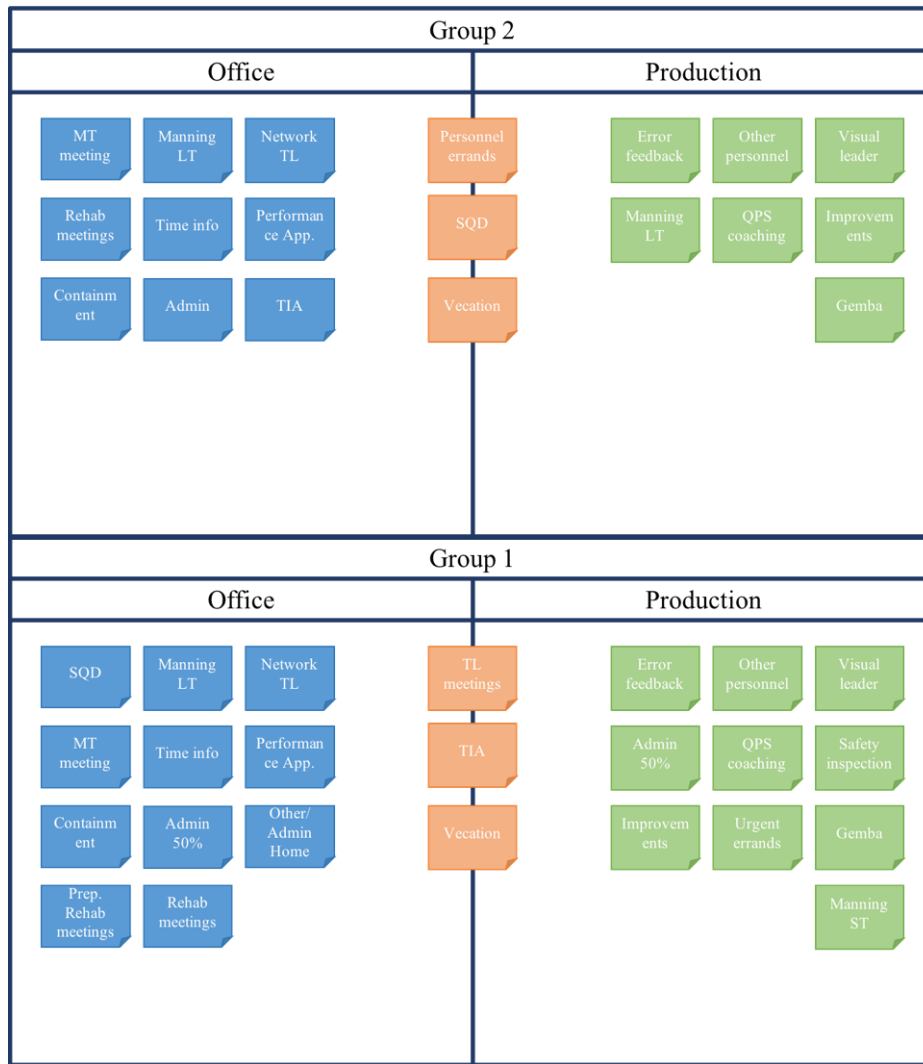 Group 2
Office
Production
MT
meeting
Manning
LT
Network
TL
Personnel
errands
Error
feedback
Other
personnel
Visual
leader
Rehab
meetings
Time info
Performan
ce App.
SQD
Manning
LT
QPS
coaching
Improvem
ents
Containm
ent
Admin
TIA
Vecation
Gemba
Group 1
Office
Production
SQD
Manning
LT
Network
TL
TL
meetings
Error
feedback
Other
personnel
Visual
leader
MT
meeting
Time info
Performan
ce App.
TIA
Admin
50%
QPS
coaching
Safety
inspection
Containm
ent
Admin
50%
Other/
Admin
Home
Vecation
Improvem
ents
Urgent
errands
Gemba
Prep.
Rehab
meetings
Rehab
meetings
Manning
ST